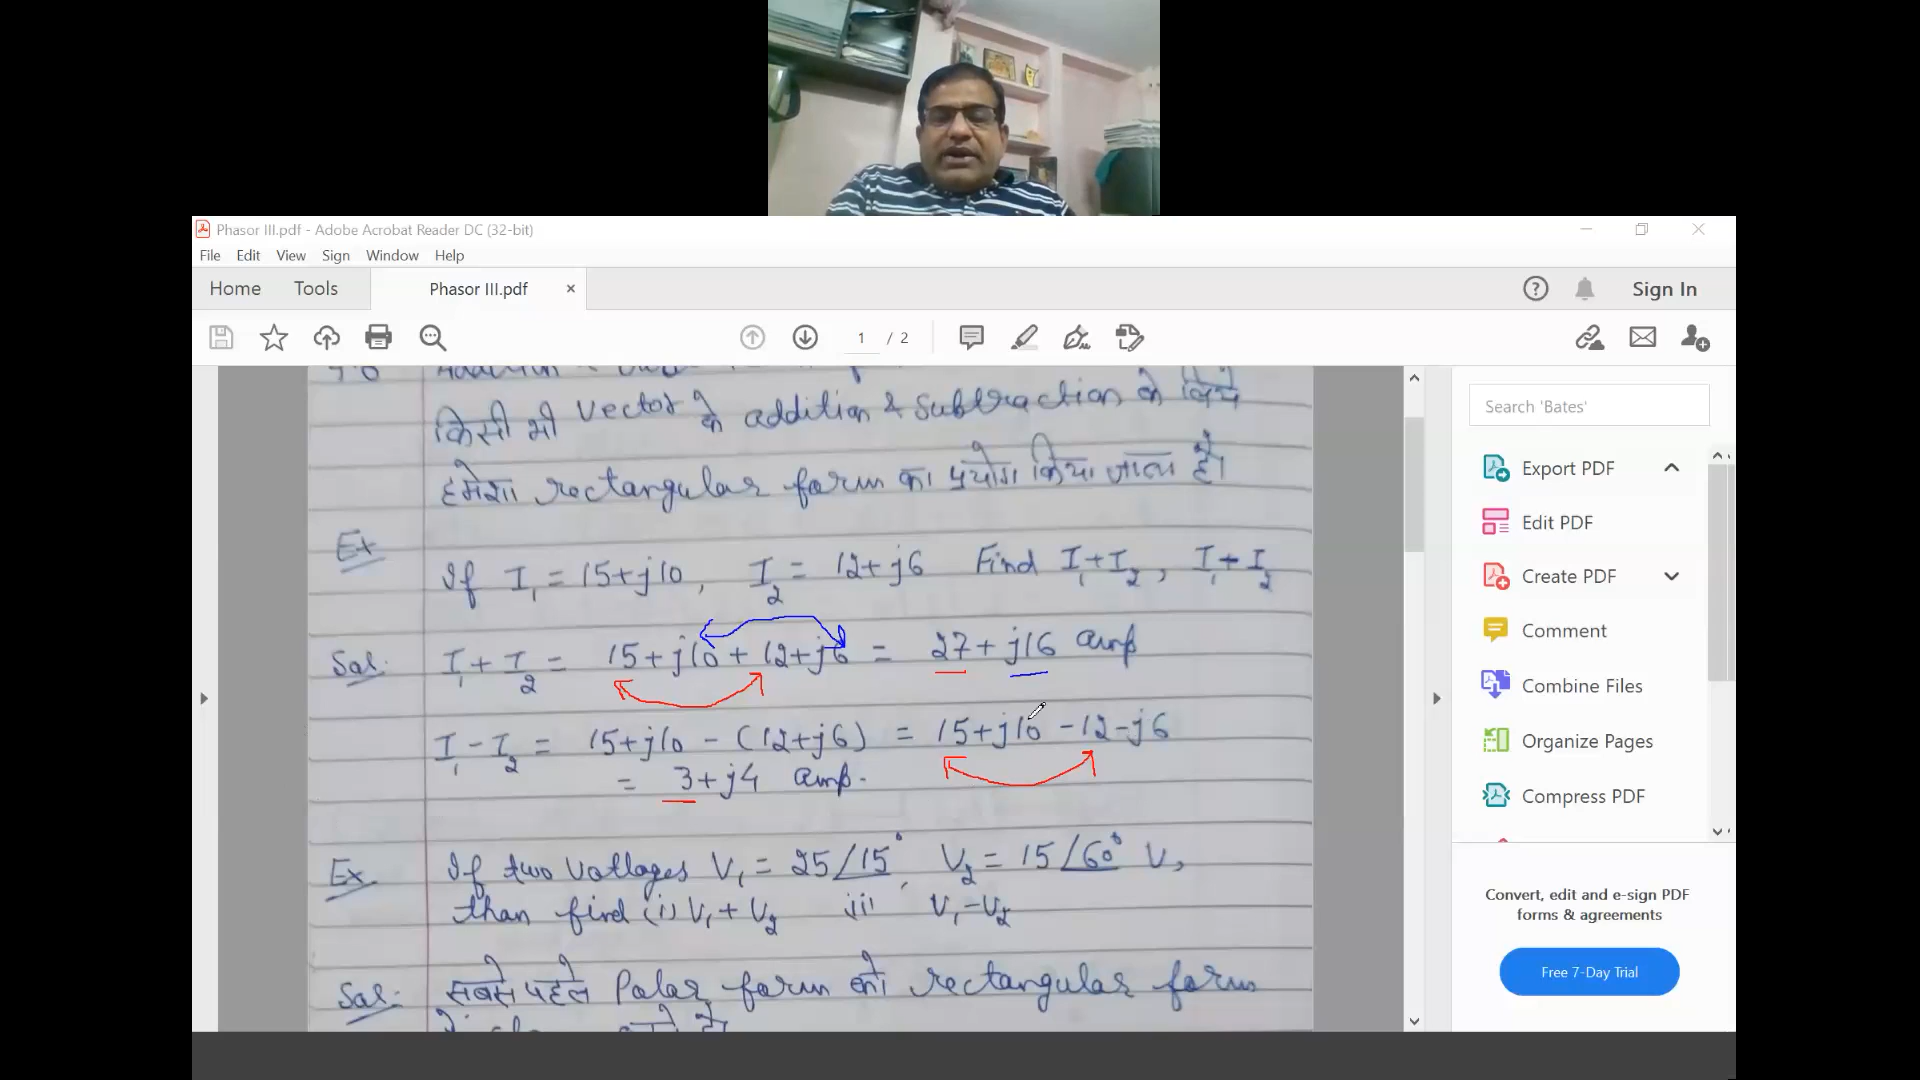 Phasor III.pdf - Adobe Acrobat Reader DC (32-bit)
File Edit View Sign Window Help
Home Tools Phasor III.pdf × Sign In
1 / 2
Addition
किसी भी Vector के addition & Subtraction के लिये
हमेशा rectangular form का प्रयोग किया जाता है।
Ex If I₁ = 15+j10, I₂ = 12+j6 Find I₁+I₂, I₁-I₂
Sol. I₁+I₂ = 15+j10+12+j6 = 27+j16 amp
I₁-I₂ = 15+j10 - (12+j6) = 15+j10 -12-j6
= 3+j4 amp.
Ex. If two Voltages V₁ = 25/15°, V₂ = 15/60° V,
than find (i) V₁+V₂ ii V₁-V₂
Sol:- सबसे पहले Polar form को rectangular form
Search 'Bates'
Export PDF
Edit PDF
Create PDF
Comment
Combine Files
Organize Pages
Compress PDF
Convert, edit and e-sign PDF
forms & agreements
Free 7-Day Trial